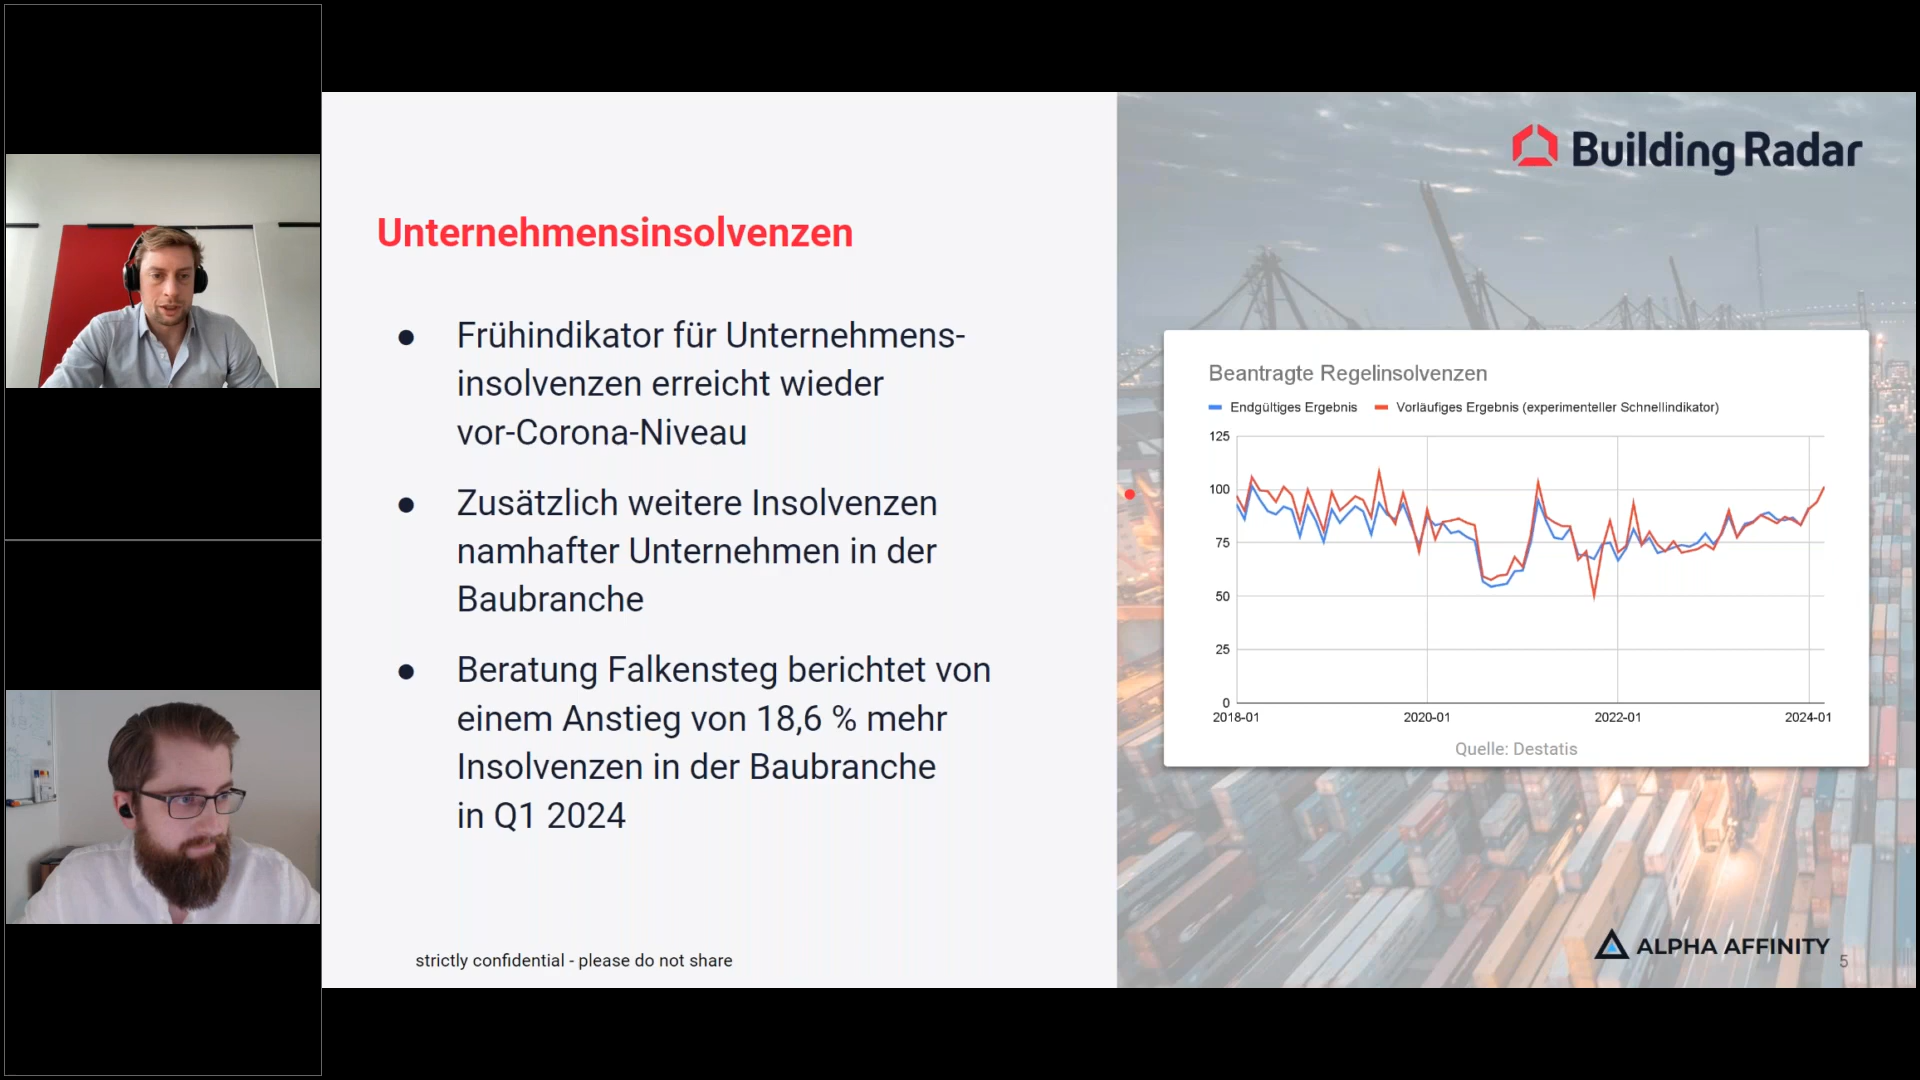 Building Radar
Unternehmensinsolvenzen
● Frühindikator für Unternehmens-
insolvenzen erreicht wieder
vor-Corona-Niveau
● Zusätzlich weitere Insolvenzen
namhafter Unternehmen in der
Baubranche
● Beratung Falkensteg berichtet von
einem Anstieg von 18,6 % mehr
Insolvenzen in der Baubranche
in Q1 2024
strictly confidential - please do not share
Beantragte Regelinsolvenzen
Endgültiges Ergebnis Vorläufiges Ergebnis (experimenteller Schnellindikator)
125
100
75
50
25
0
2018-01 2020-01 2022-01 2024-01
Quelle: Destatis
ALPHA AFFINITY
5